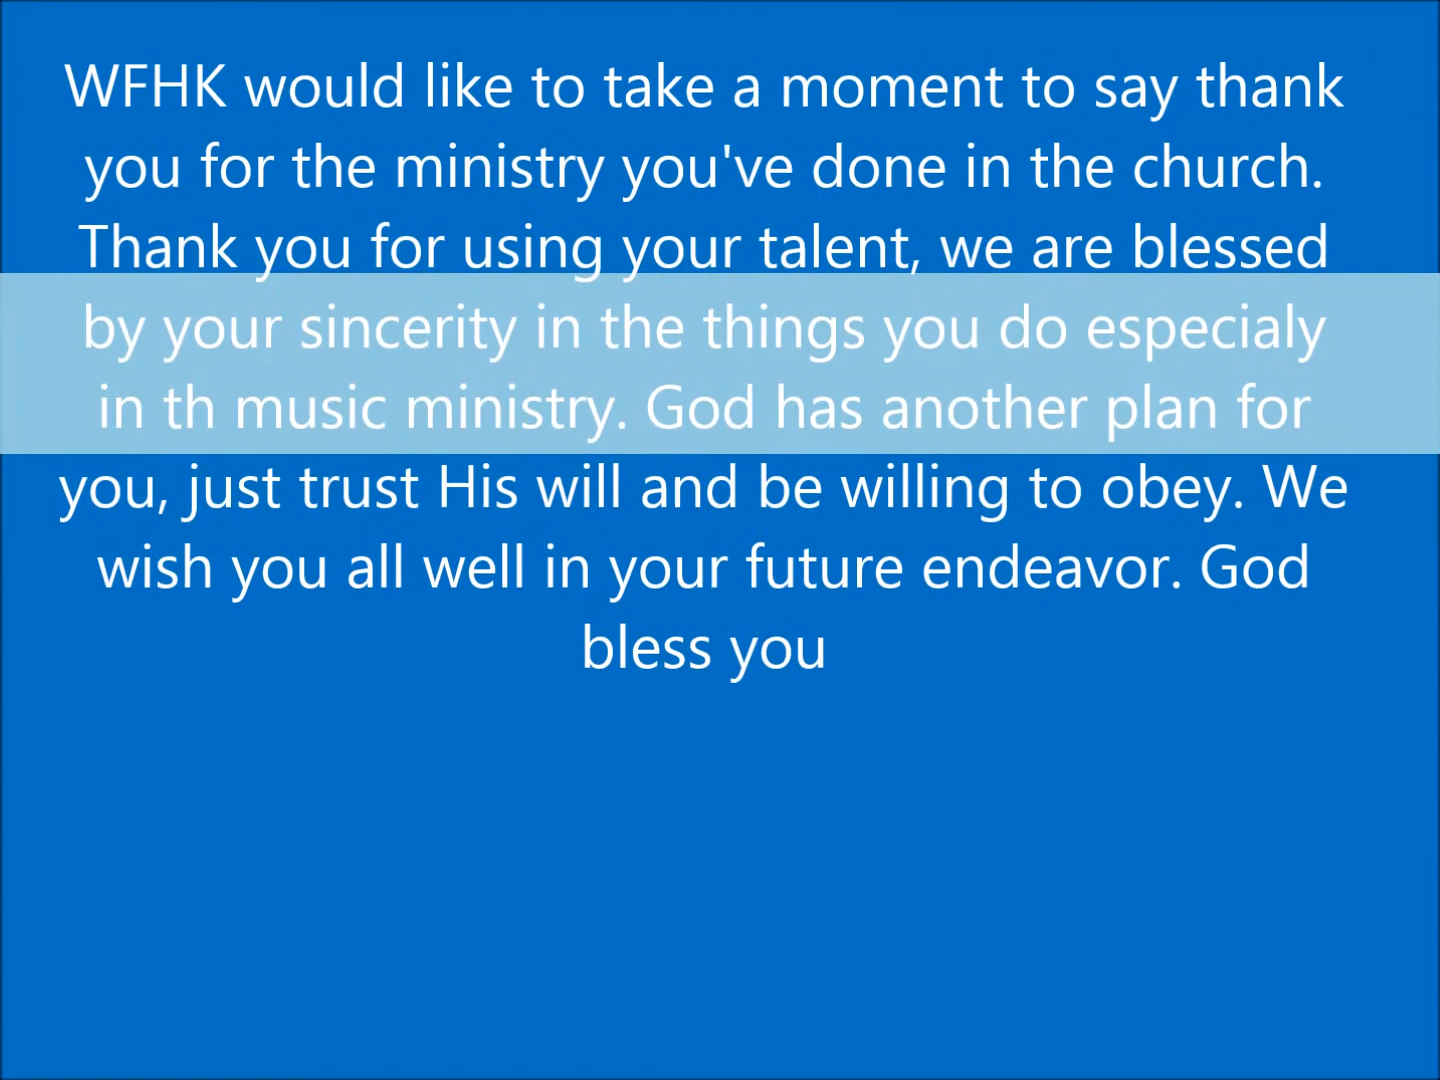 WFHK would like to take a moment to say thank
you for the ministry you've done in the church.
Thank you for using your talent, we are blessed
by your sincerity in the things you do especialy
in th music ministry. God has another plan for
you, just trust His will and be willing to obey. We
wish you all well in your future endeavor. God
bless you